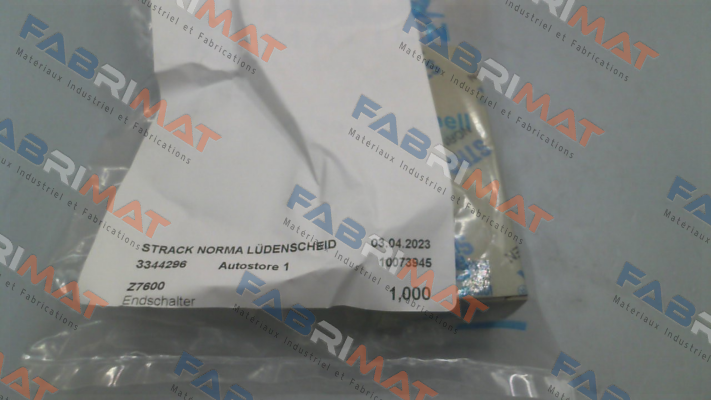 STRACK NORMA LÜDENSCHEID 03.04.2023
3344296 Autostore 1 10073945
Z7600 1,000
Endschalter
FABRIMAT
Materiaux Industriel et Fabrications